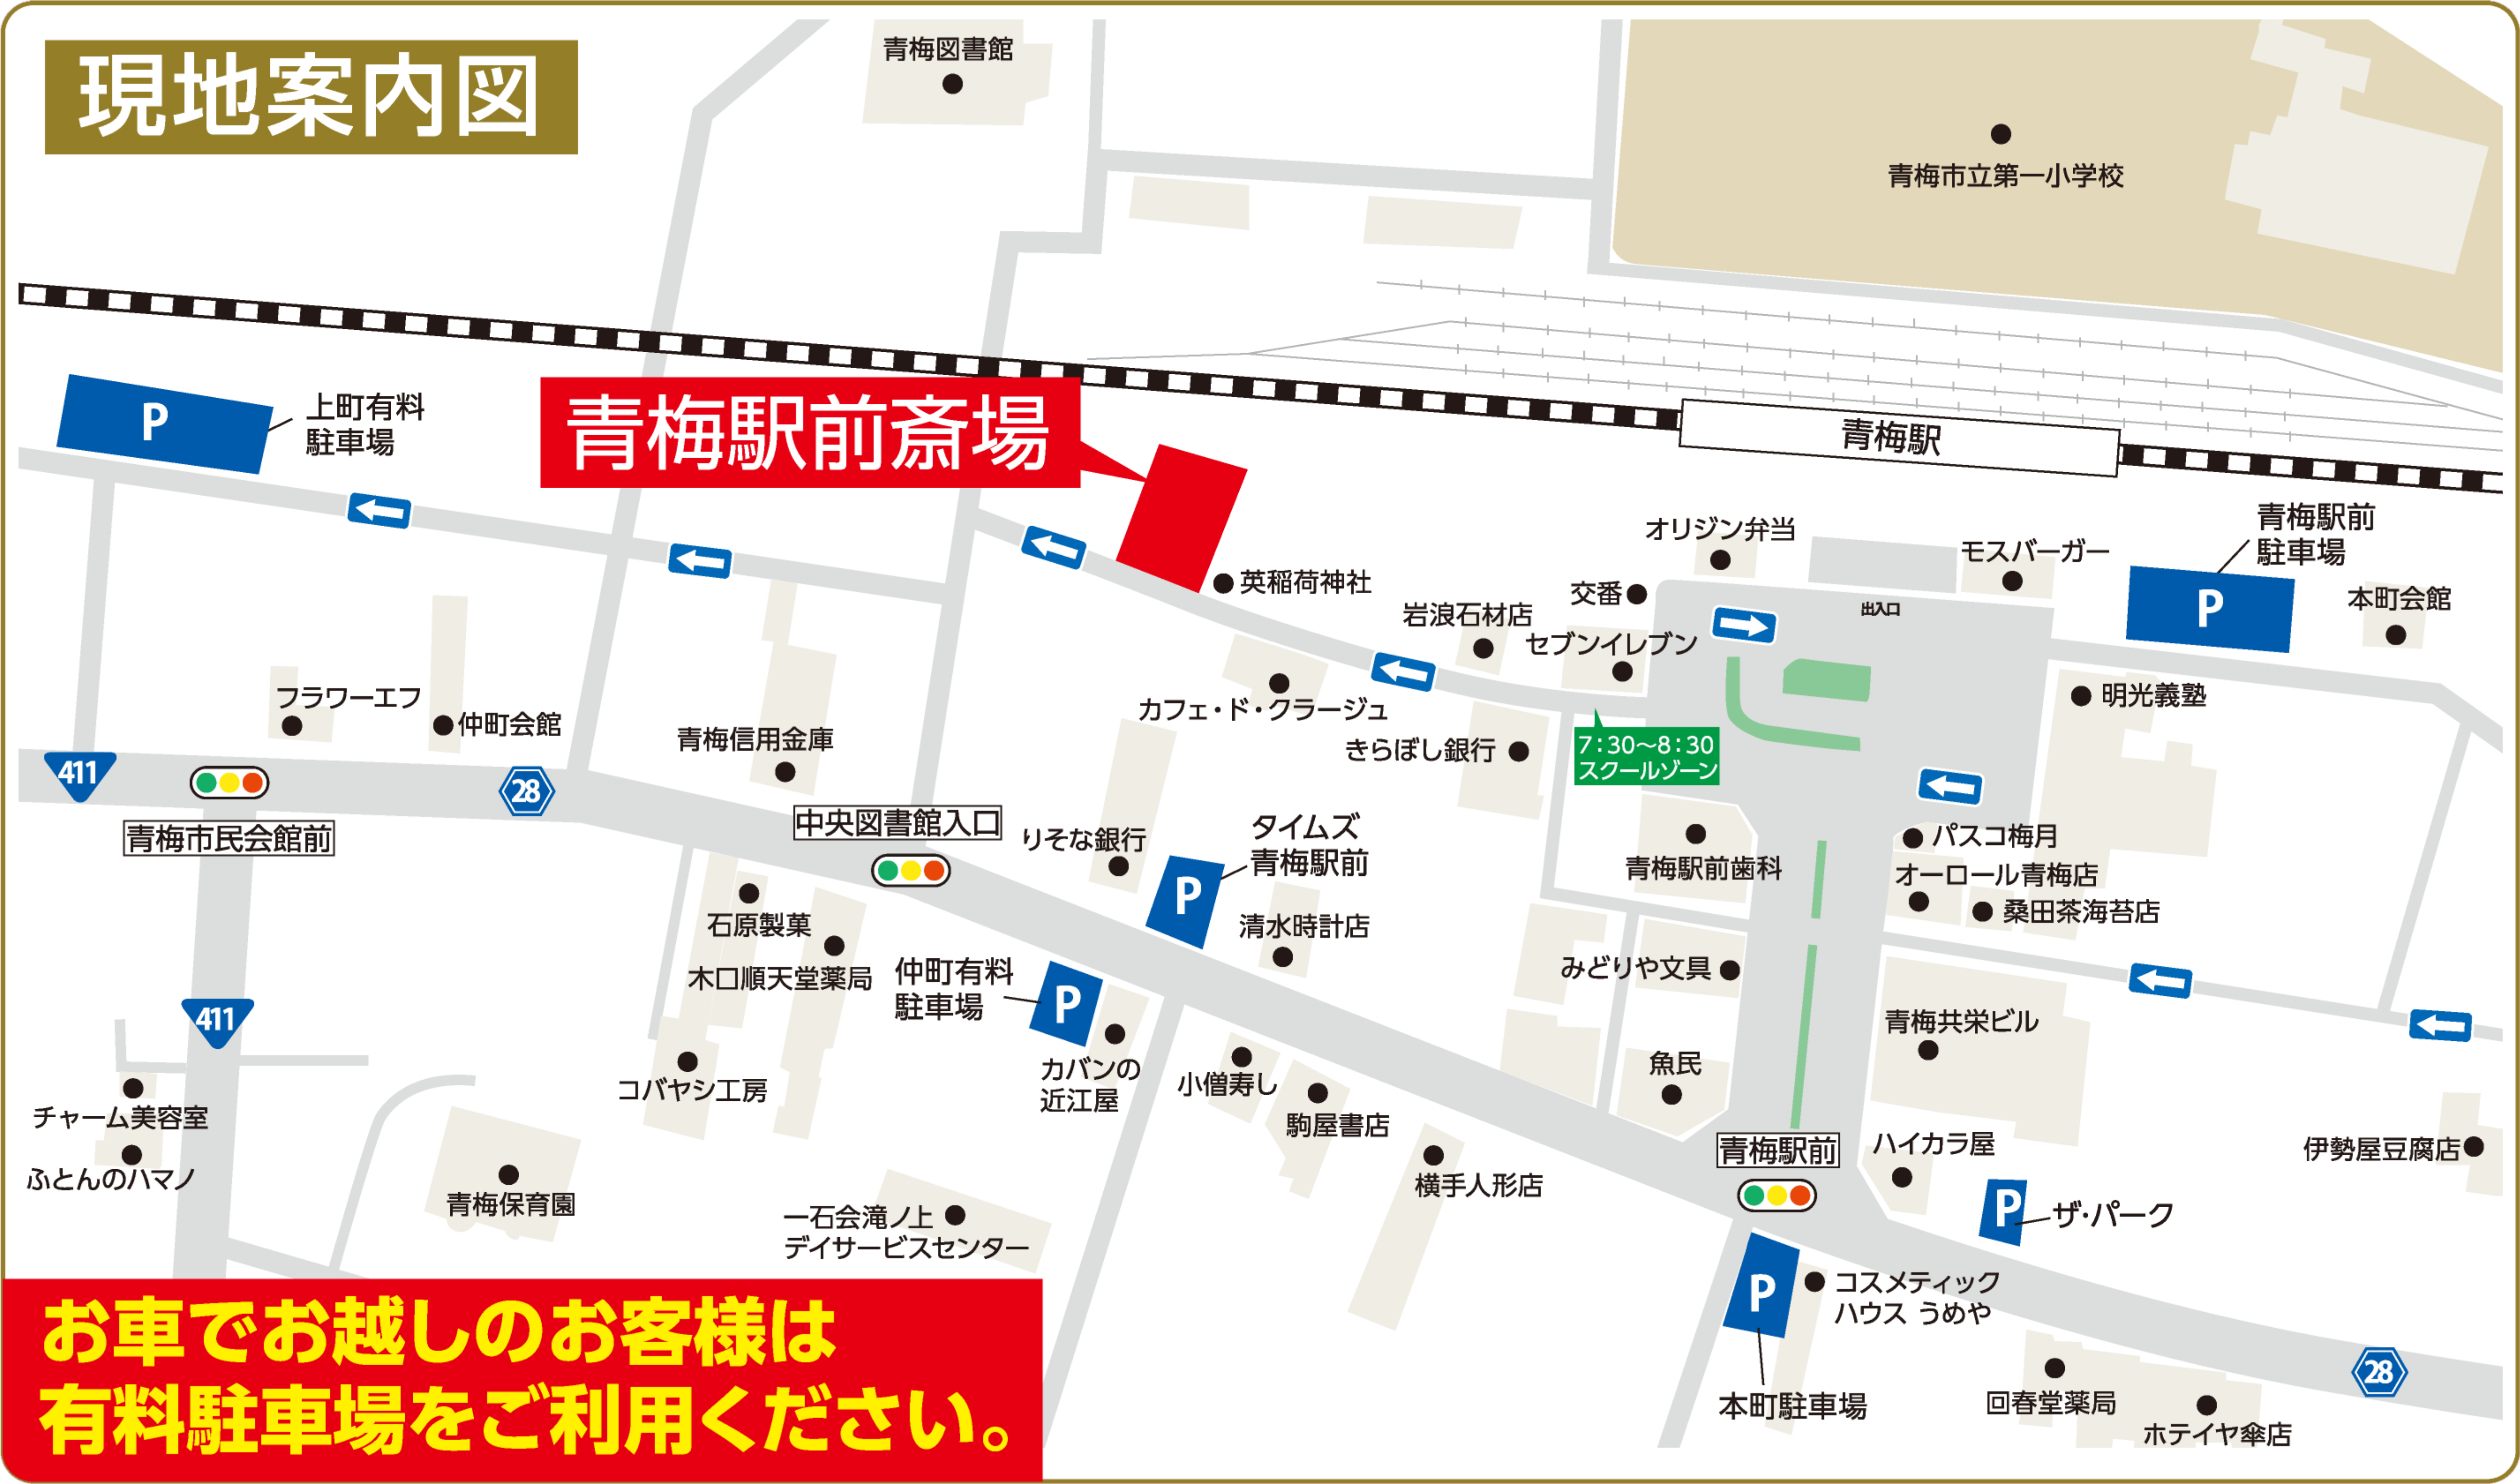 現地案内図
青梅図書館
青梅市立第一小学校
P
上町有料
駐車場
青梅駅前斎場
青梅駅
青梅駅前
駐車場
P
オリジン弁当
モスバーガー
交番
英稲荷神社
岩浪石材店
セブンイレブン
本町会館
フラワーエフ
仲町会館
青梅信用金庫
カフェ・ド・クラージュ
きらぼし銀行
7:30〜8:30
スクールゾーン
明光義塾
411
28
青梅市民会館前
中央図書館入口
りそな銀行
タイムズ
青梅駅前
P
青梅駅前歯科
パスコ梅月
オーロール青梅店
桑田茶海苔店
石原製菓
木口順天堂薬局
清水時計店
仲町有料
駐車場
P
みどりや文具
411
青梅共栄ビル
コバヤシ工房
カバンの
近江屋
小僧寿し
駒屋書店
魚民
チャーム美容室
ふとんのハマノ
青梅保育園
横手人形店
青梅駅前
ハイカラ屋
伊勢屋豆腐店
P
ザ・パーク
一石会滝ノ上
デイサービスセンター
P
コスメティック
ハウス うめや
本町駐車場
28
回春堂薬局
ホテイヤ傘店
お車でお越しのお客様は
有料駐車場をご利用ください。